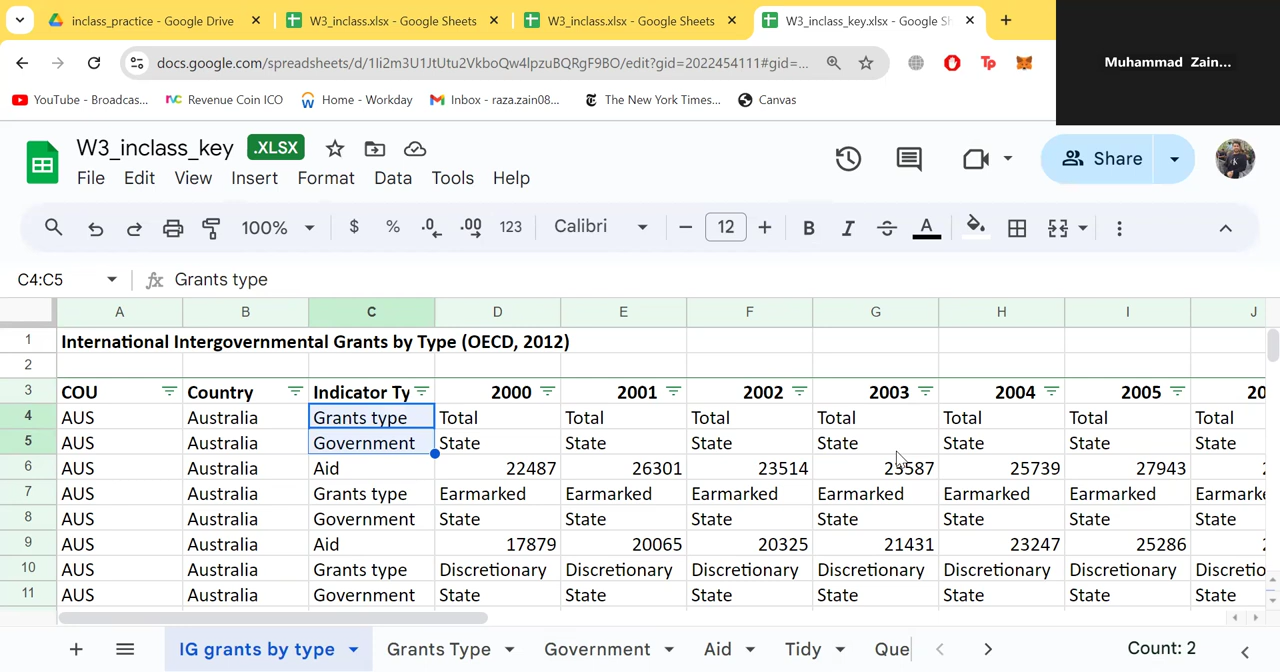 inclass_practice - Google Drive
W3_inclass.xlsx - Google Sheets
W3_inclass.xlsx - Google Sheets
W3_inclass_key.xlsx - Google Sh
Muhammad Zain...
docs.google.com/spreadsheets/d/1Ii2m3U1JtUtu2VkboQw4lpzuBQRgF9BO/edit?gid=2022454111#gid=...
YouTube - Broadcas...
Revenue Coin ICO
Home - Workday
Inbox - raza.zain08...
The New York Times...
Canvas
W3_inclass_key .XLSX
File Edit View Insert Format Data Tools Help
Share
100% $ % .0 .00 123 Calibri 12 B I A
C4:C5 fx Grants type
A B C D E F G H I J
1 International Intergovernmental Grants by Type (OECD, 2012)
2
3 COU Country Indicator Ty 2000 2001 2002 2003 2004 2005 20
4 AUS Australia Grants type Total Total Total Total Total Total Total
5 AUS Australia Government State State State State State State State
6 AUS Australia Aid 22487 26301 23514 23587 25739 27943
7 AUS Australia Grants type Earmarked Earmarked Earmarked Earmarked Earmarked Earmarked Earmarke
8 AUS Australia Government State State State State State State State
9 AUS Australia Aid 17879 20065 20325 21431 23247 25286
10 AUS Australia Grants type Discretionary Discretionary Discretionary Discretionary Discretionary Discretionary Discretio
11 AUS Australia Government State State State State State State State
IG grants by type Grants Type Government Aid Tidy Que Count: 2